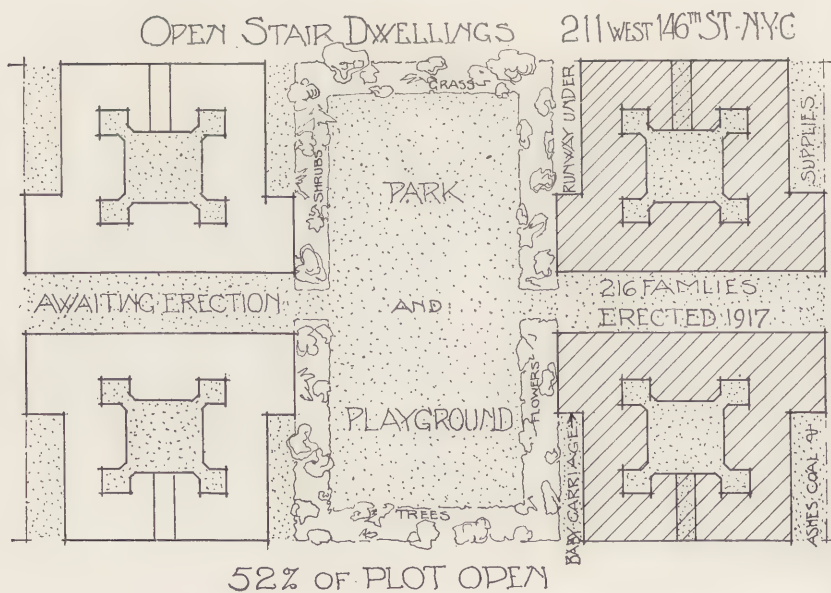 OPEN STAIR DWELLINGS 211 WEST 146TH ST - N.Y.C
GRASS
SHRUBS
PARK
RUNWAY UNDER
SUPPLIES
AWAITING ERECTION
AND
216 FAMLIES
ERECTED 1917
PLAYGROUND
FLOWERS
BABY CARRIAGE
ASHES COAL &
TREES
52% OF PLOT OPEN